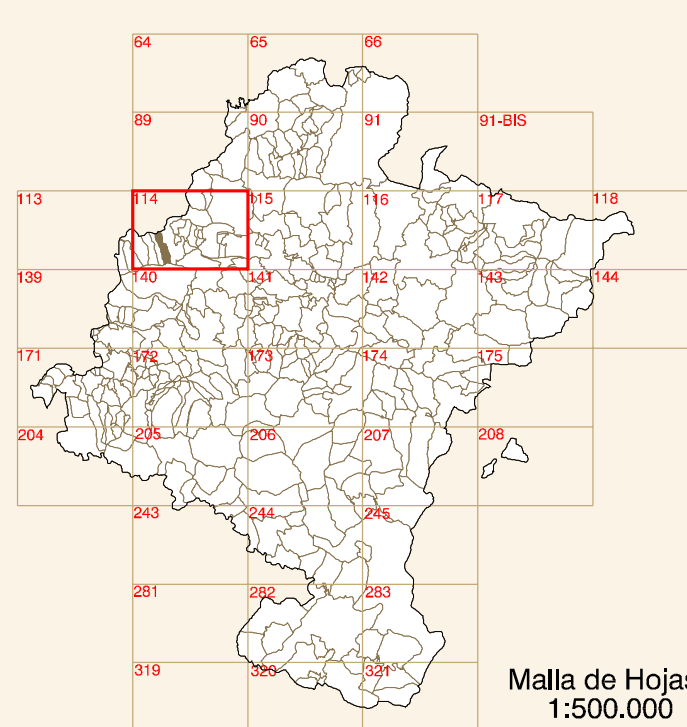 64 65 66
89 90 91 91-BIS
113 114 115 116 117 118
139 140 141 142 143 144
171 172 173 174 175
204 205 206 207 208
243 244 245
281 282 283
319 320 321
Malla de Hojas
1:500.000